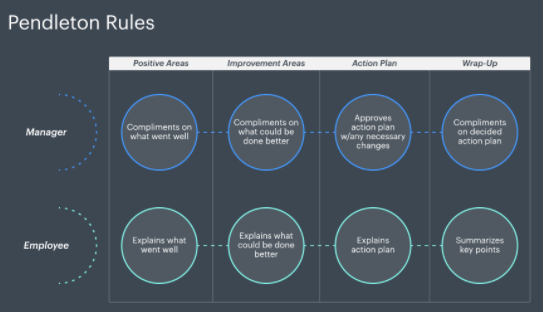 Pendleton Rules
Positive Areas
Improvement Areas
Action Plan
Wrap-Up
Manager
Compliments on
what went well
Compliments on
what could be
done better
Approves
action plan
w/any necessary
changes
Compliments
on decided
action plan
Employee
Explains what
went well
Explains what
could be done
better
Explains
action plan
Summarizes
key points